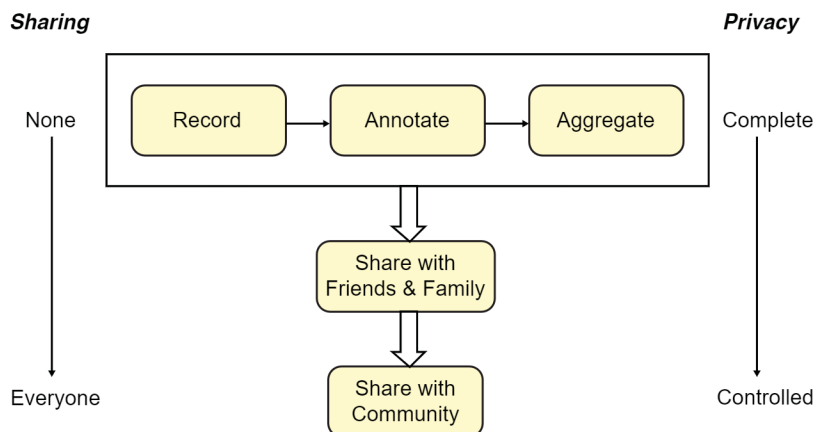 Sharing
Privacy
None
Record
Annotate
Aggregate
Complete
Share with
Friends & Family
Everyone
Share with
Community
Controlled